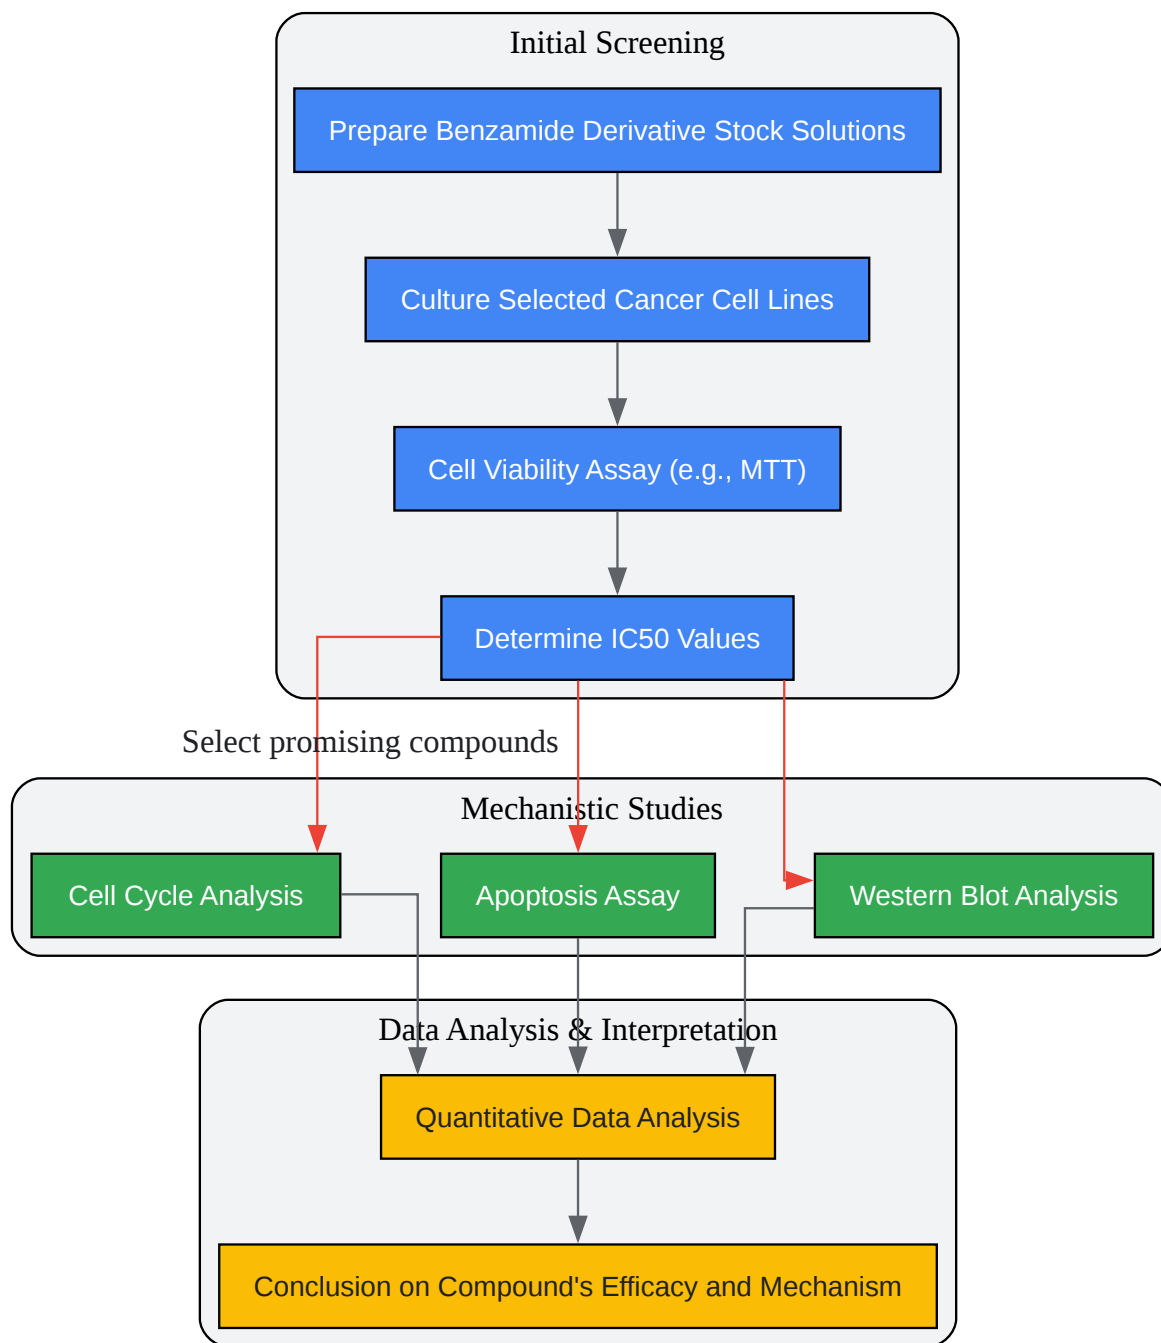 Initial Screening
Prepare Benzamide Derivative Stock Solutions
Culture Selected Cancer Cell Lines
Cell Viability Assay (e.g., MTT)
Determine IC50 Values
Select promising compounds
Mechanistic Studies
Cell Cycle Analysis
Apoptosis Assay
Western Blot Analysis
Data Analysis & Interpretation
Quantitative Data Analysis
Conclusion on Compound's Efficacy and Mechanism